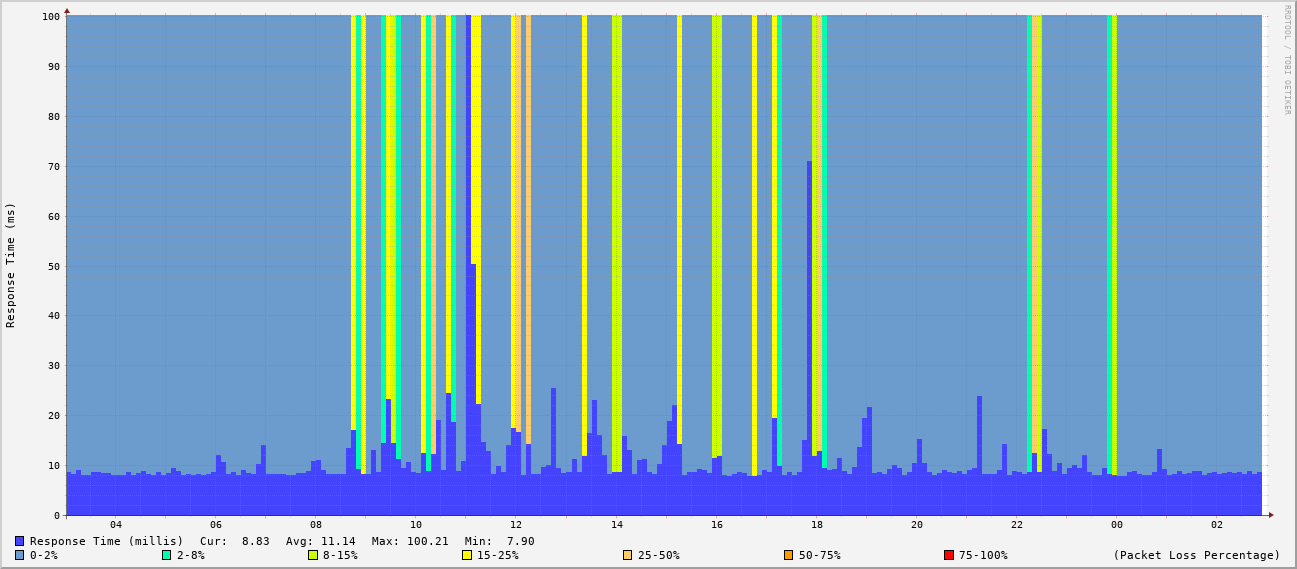 RRDTOOL / TOBI OETIKER
Response Time (ms)
100
90
80
70
60
50
40
30
20
10
0
04 06 08 10 12 14 16 18 20 22 00 02
Response Time (millis) Cur: 8.83 Avg: 11.14 Max: 100.21 Min: 7.90
0-2% 2-8% 8-15% 15-25% 25-50% 50-75% 75-100% (Packet Loss Percentage)